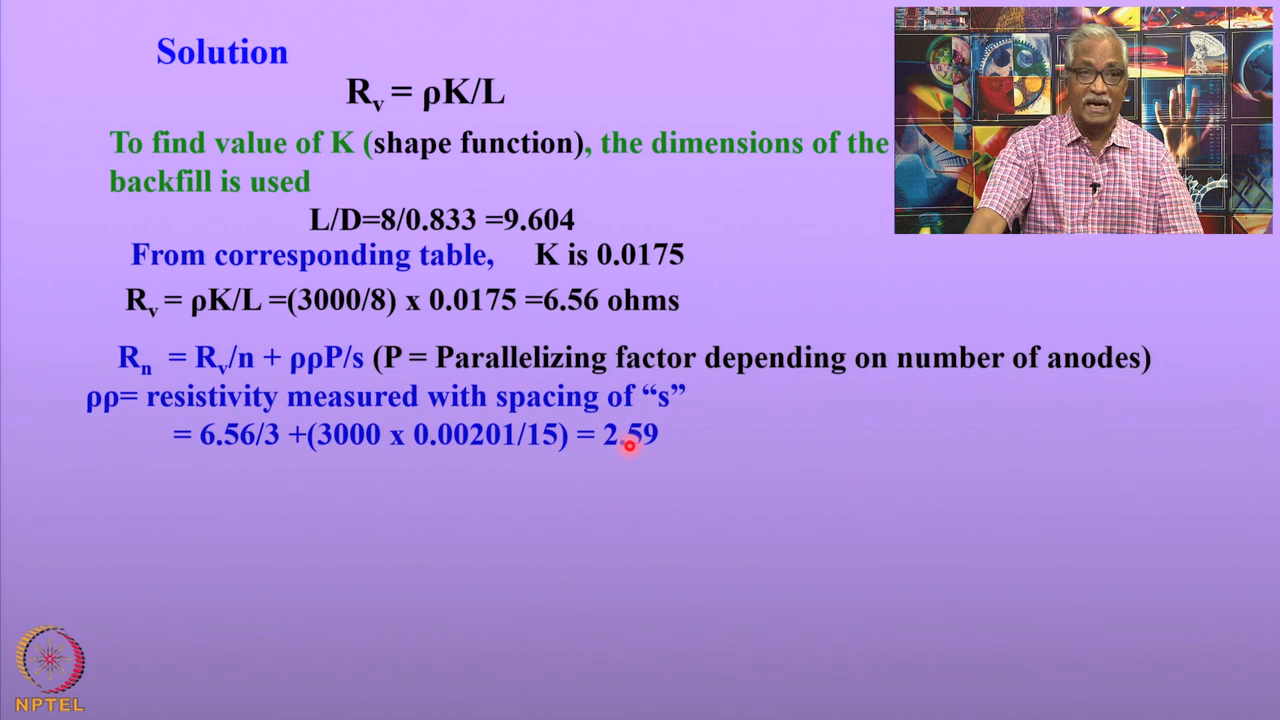 Solution
Rv = ρK/L
To find value of K (shape function), the dimensions of the
backfill is used
L/D=8/0.833 =9.604
From corresponding table, K is 0.0175
Rv = ρK/L =(3000/8) x 0.0175 =6.56 ohms
Rn = Rv/n + ρρP/s (P = Parallelizing factor depending on number of anodes)
ρρ= resistivity measured with spacing of “s”
= 6.56/3 +(3000 x 0.00201/15) = 2.59
NPTEL